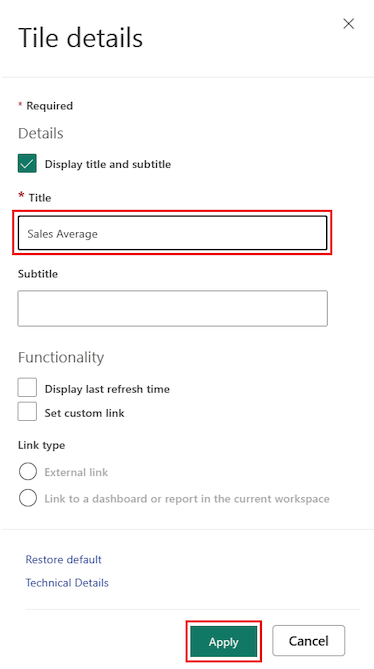 Tile details
* Required
Details
Display title and subtitle
* Title
Sales Average
Subtitle
Functionality
Display last refresh time
Set custom link
Link type
External link
Link to a dashboard or report in the current workspace
Restore default
Technical Details
Apply Cancel